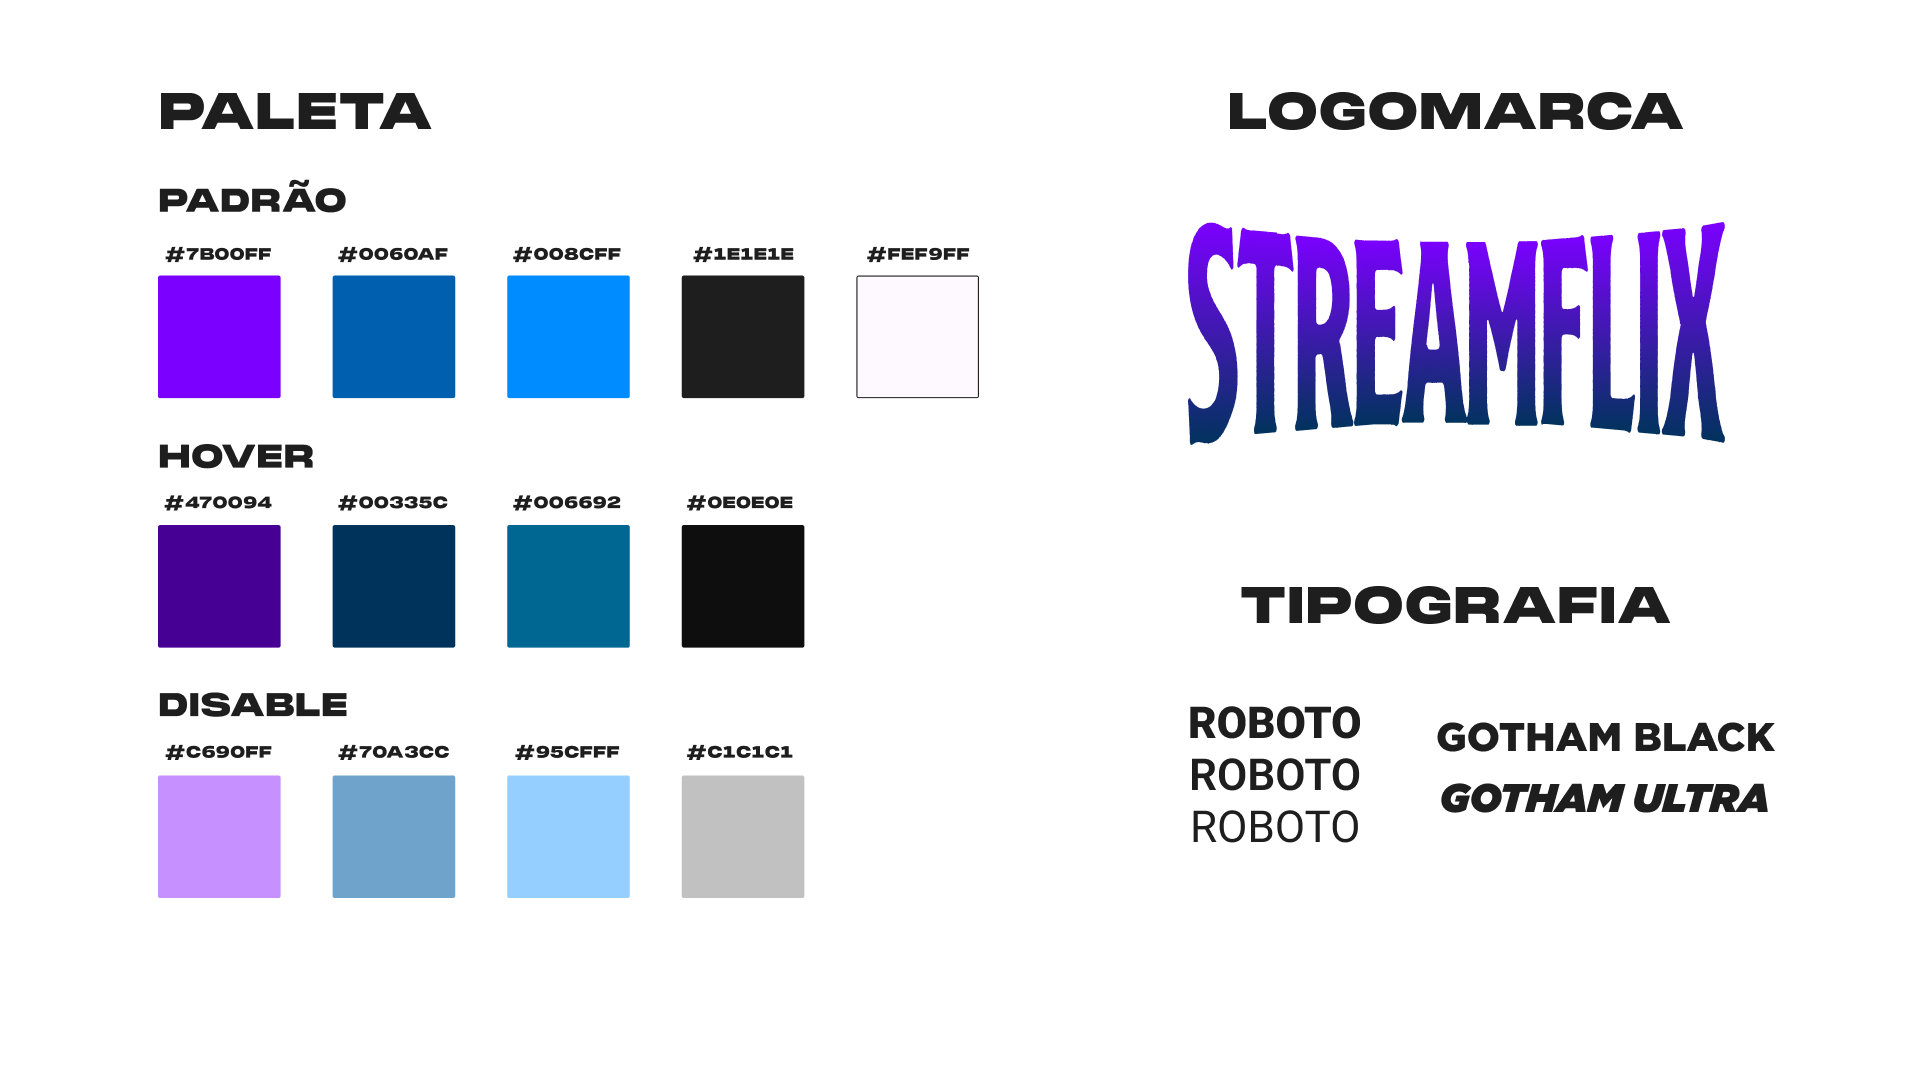 PALETA
PADRÃO
#7B00FF #0060AF #008CFF #1E1E1E #FEF9FF
HOVER
#470094 #00335C #006692 #0E0E0E
DISABLE
#C690FF #70A3CC #95CFFF #C1C1C1
LOGOMARCA
STREAMFLIX
TIPOGRAFIA
ROBOTO
ROBOTO
ROBOTO
GOTHAM BLACK
GOTHAM ULTRA